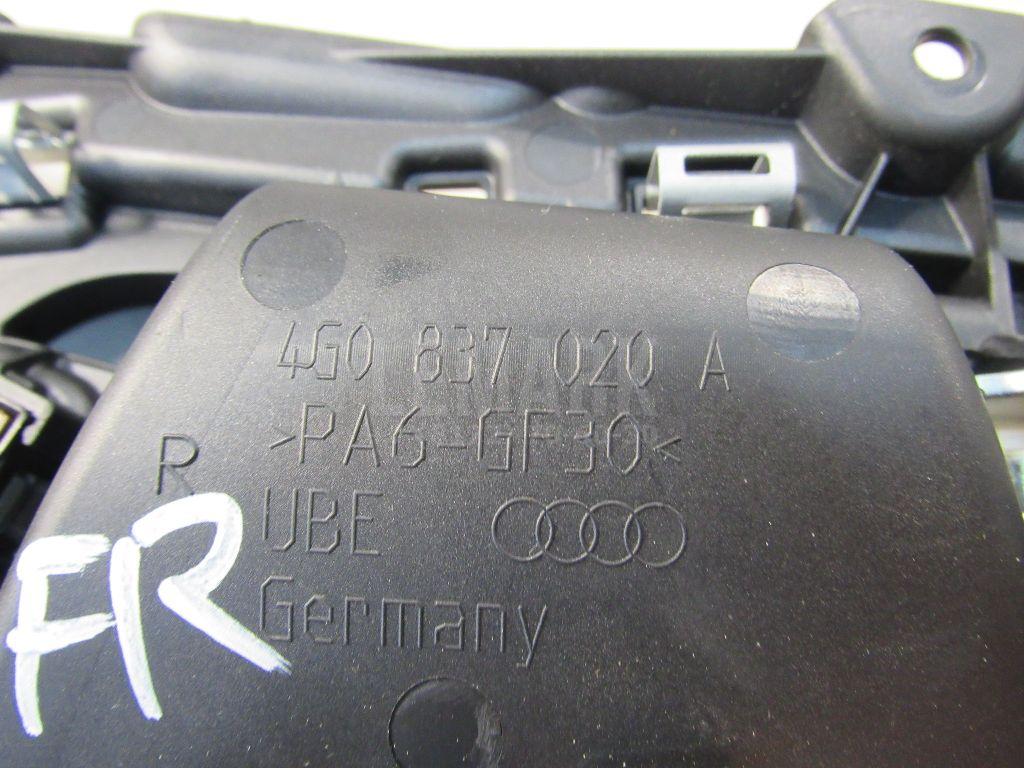 4G0 837 020 A
>PA6-GF30<
R
UBE
Germany
FR